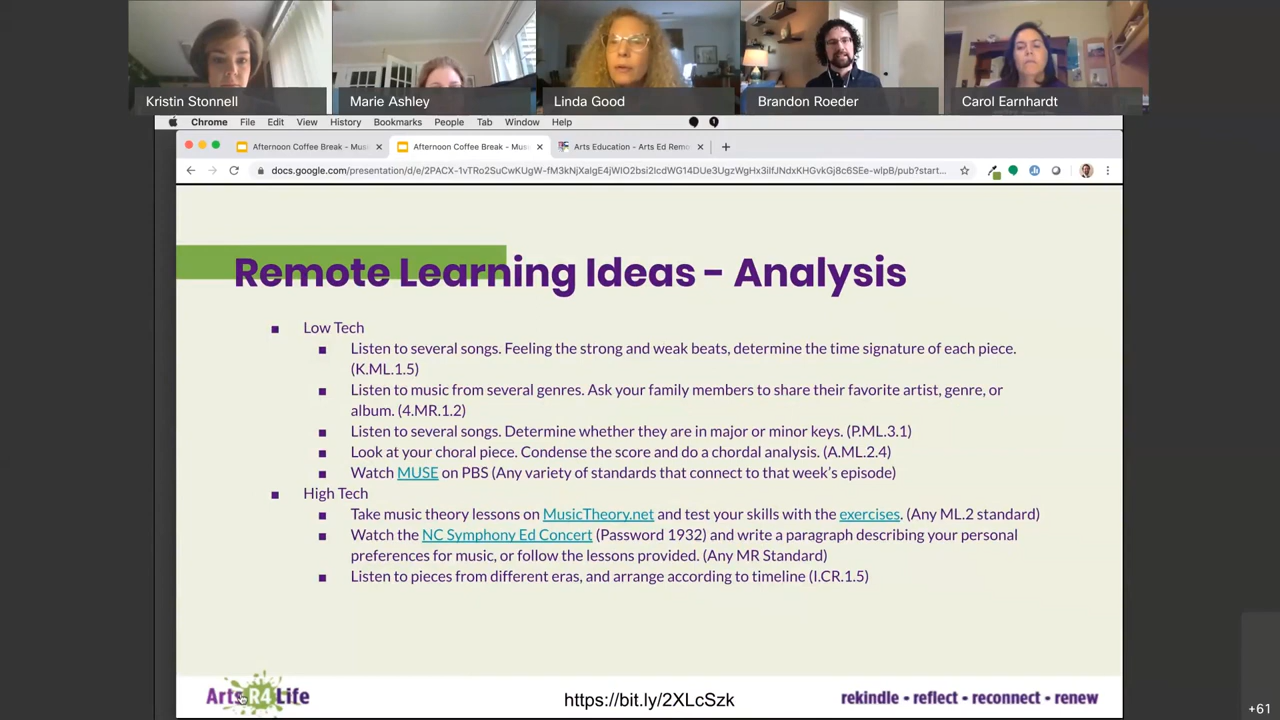 Kristin Stonnell
Marie Ashley
Linda Good
Brandon Roeder
Carol Earnhardt
Chrome File Edit View History Bookmarks People Tab Window Help
Afternoon Coffee Break - Mus
Afternoon Coffee Break - Mus
Arts Education - Arts Ed Remo
Remote Learning Ideas - Analysis
Low Tech
Listen to several songs. Feeling the strong and weak beats, determine the time signature of each piece.
(K.ML.1.5)
Listen to music from several genres. Ask your family members to share their favorite artist, genre, or
album. (4.MR.1.2)
Listen to several songs. Determine whether they are in major or minor keys. (P.ML.3.1)
Look at your choral piece. Condense the score and do a chordal analysis. (A.ML.2.4)
Watch MUSE on PBS (Any variety of standards that connect to that week's episode)
High Tech
Take music theory lessons on MusicTheory.net and test your skills with the exercises. (Any ML.2 standard)
Watch the NC Symphony Ed Concert (Password 1932) and write a paragraph describing your personal
preferences for music, or follow the lessons provided. (Any MR Standard)
Listen to pieces from different eras, and arrange according to timeline (I.CR.1.5)
Arts R4 Life
https://bit.ly/2XLcSzk
rekindle • reflect • reconnect • renew
+61